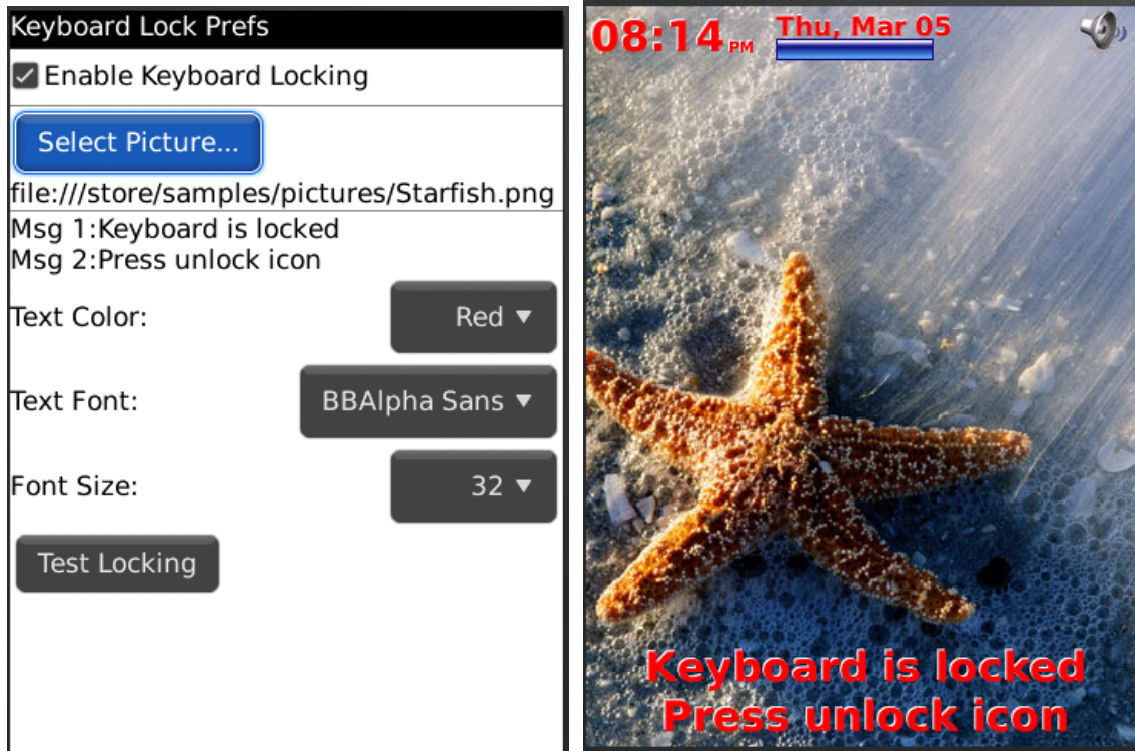 Keyboard Lock Prefs
Enable Keyboard Locking
Select Picture...
file:///store/samples/pictures/Starfish.png
Msg 1:Keyboard is locked
Msg 2:Press unlock icon
Text Color: Red
Text Font: BBAlpha Sans
Font Size: 32
Test Locking
08:14 PM Thu, Mar 05
Keyboard is locked
Press unlock icon